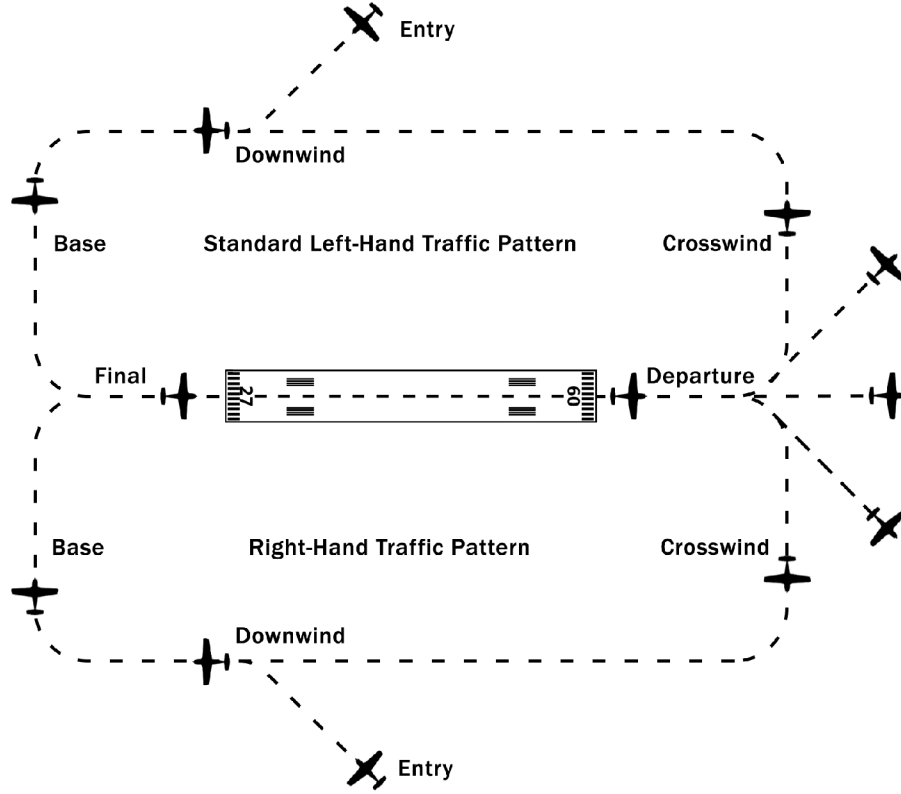 Entry
Downwind
Base
Standard Left-Hand Traffic Pattern
Crosswind
Final
27
09
Departure
Base
Right-Hand Traffic Pattern
Crosswind
Downwind
Entry